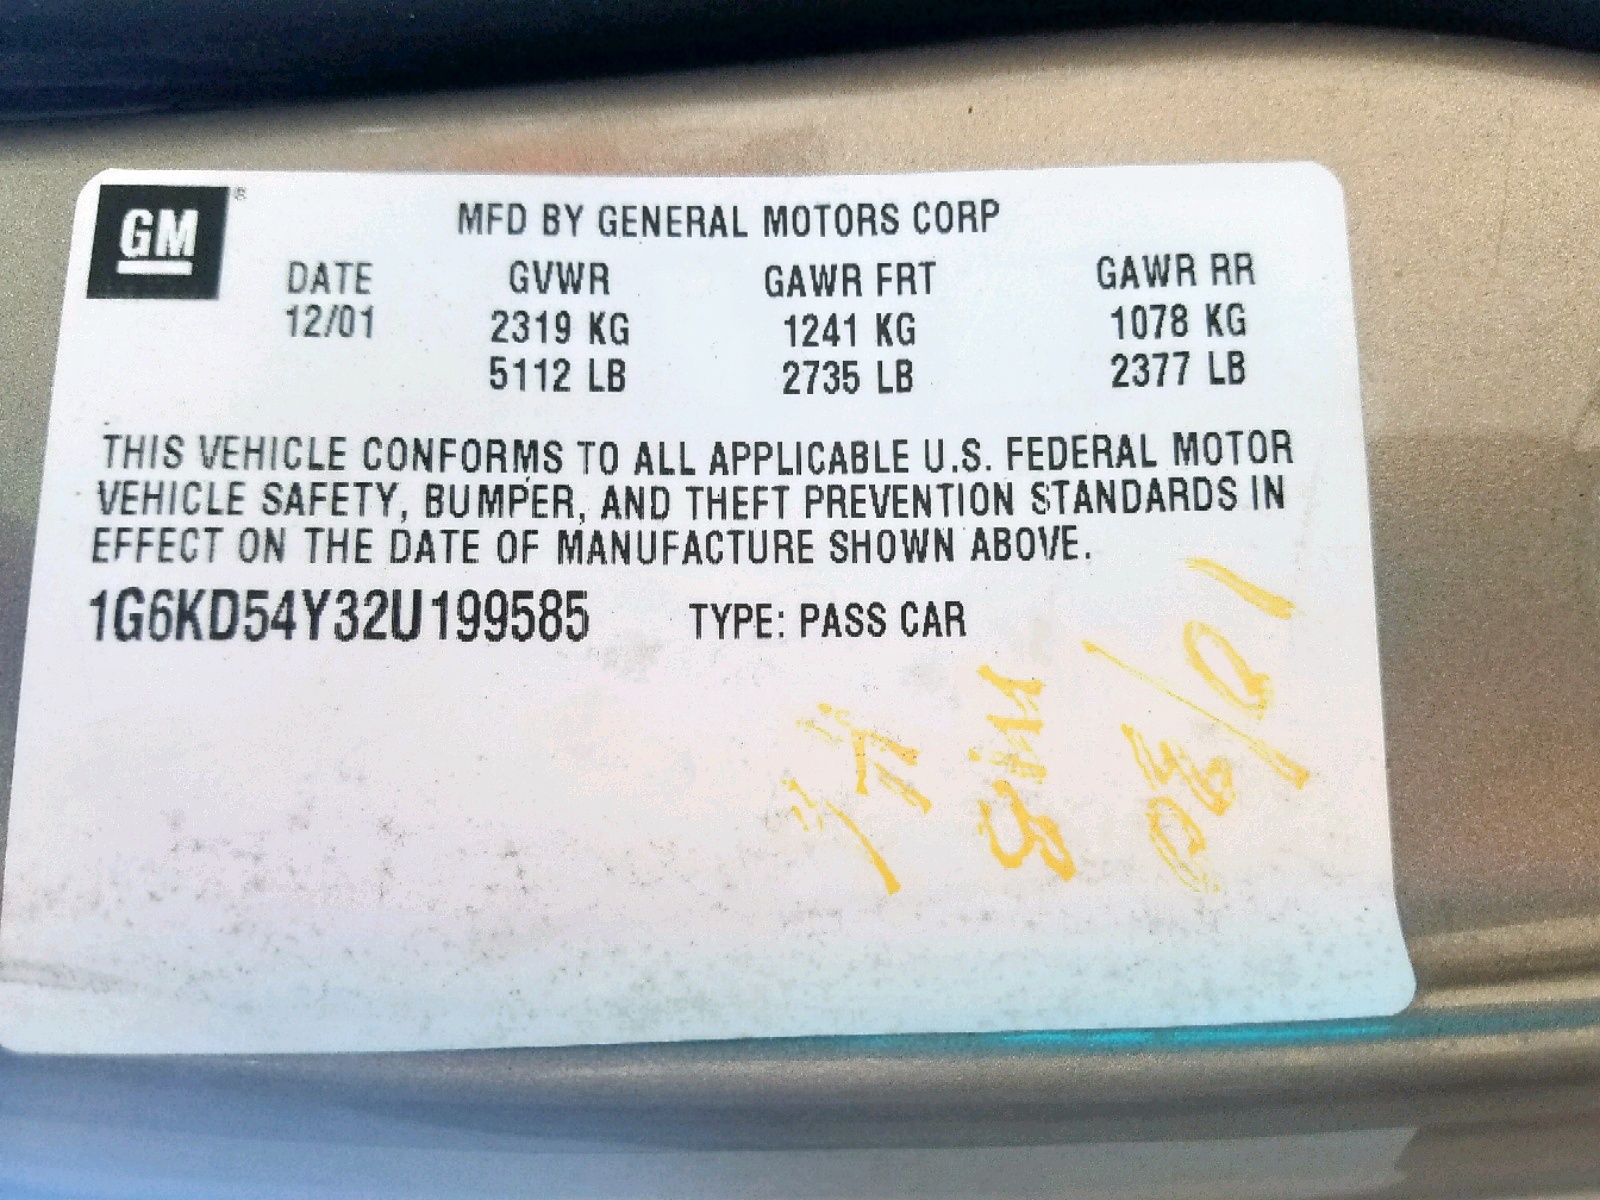 GM ®
MFD BY GENERAL MOTORS CORP
DATE GVWR GAWR FRT GAWR RR
12/01 2319 KG 1241 KG 1078 KG
5112 LB 2735 LB 2377 LB
THIS VEHICLE CONFORMS TO ALL APPLICABLE U.S. FEDERAL MOTOR
VEHICLE SAFETY, BUMPER, AND THEFT PREVENTION STANDARDS IN
EFFECT ON THE DATE OF MANUFACTURE SHOWN ABOVE.
1G6KD54Y32U199585 TYPE: PASS CAR